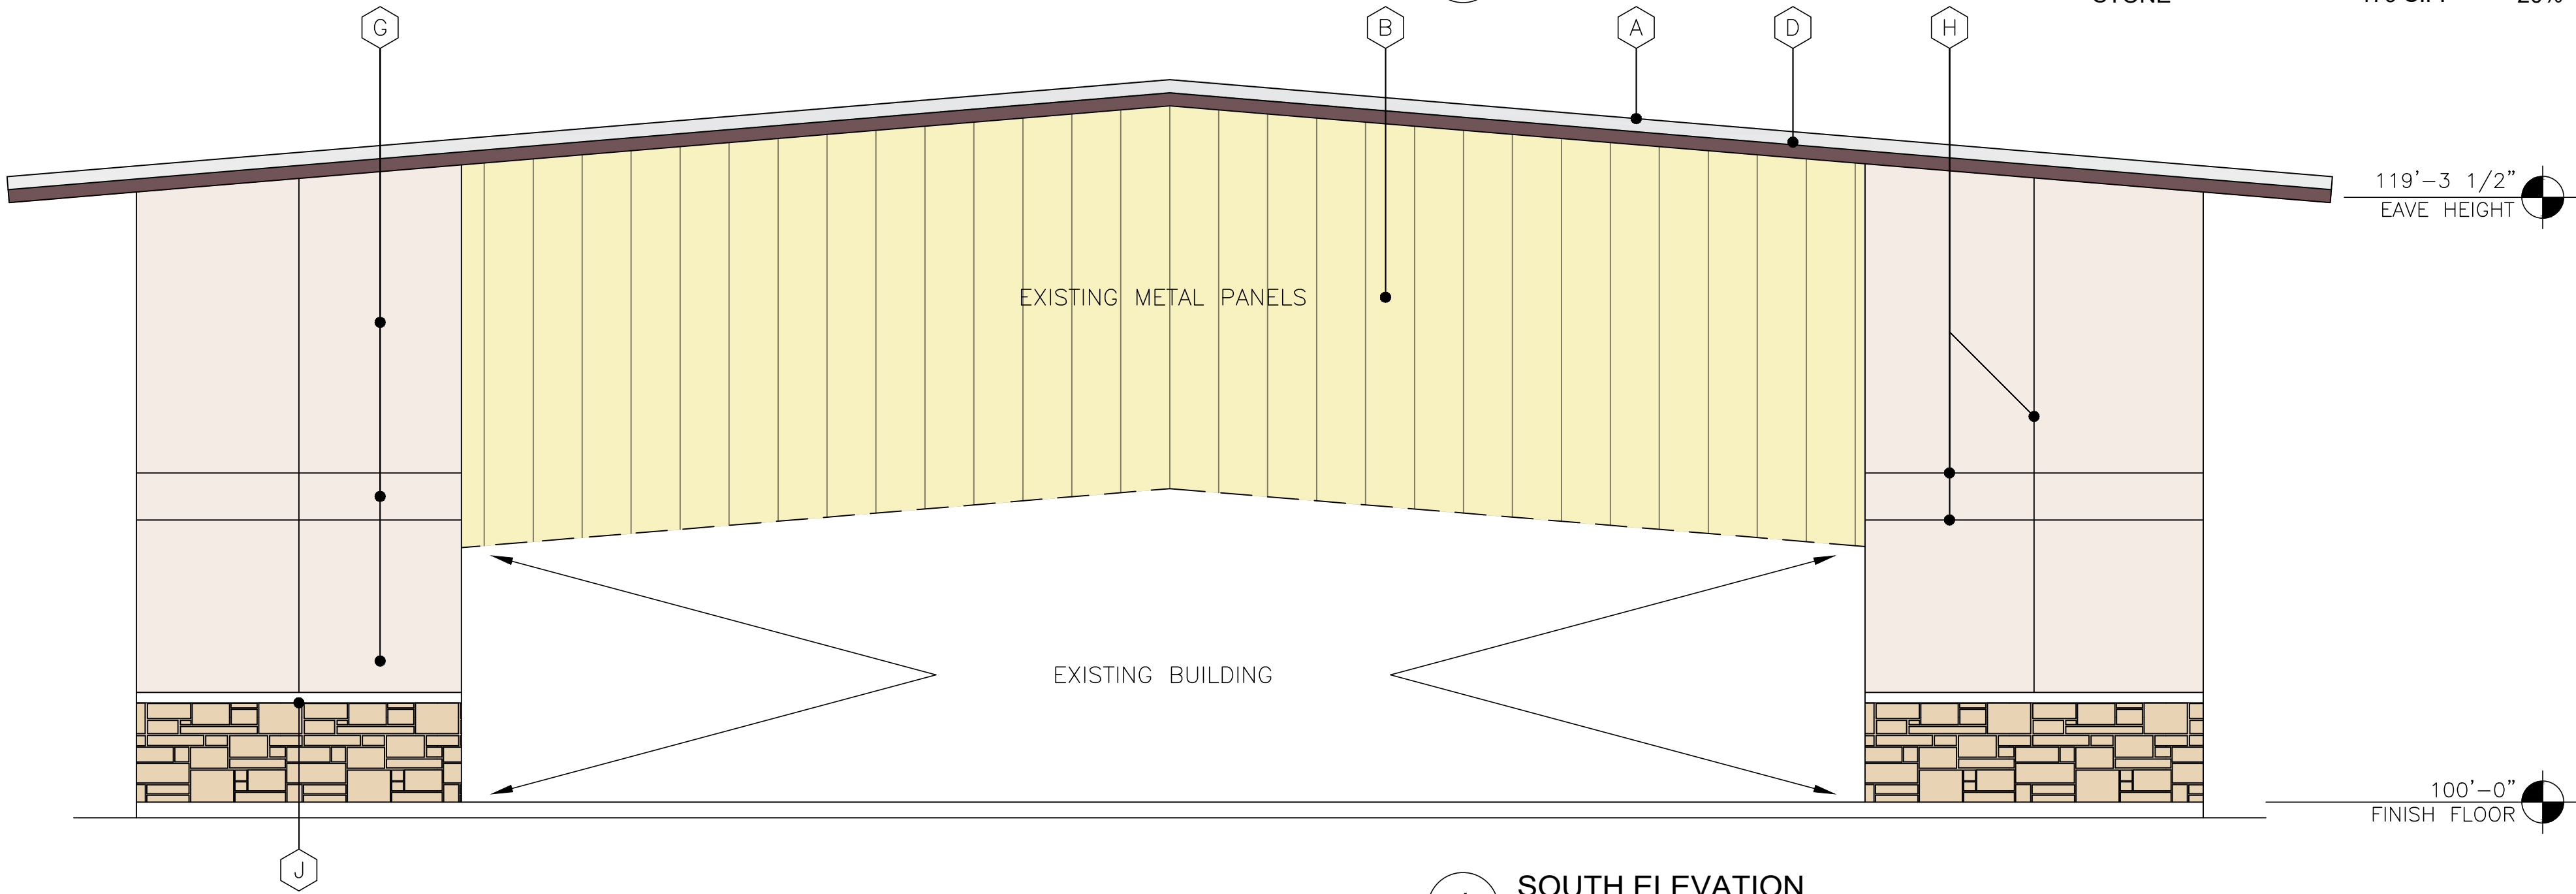 G
B
A
D
H
119'-3 1/2"
EAVE HEIGHT
EXISTING METAL PANELS
EXISTING BUILDING
100'-0"
FINISH FLOOR
J
SOUTH ELEVATION